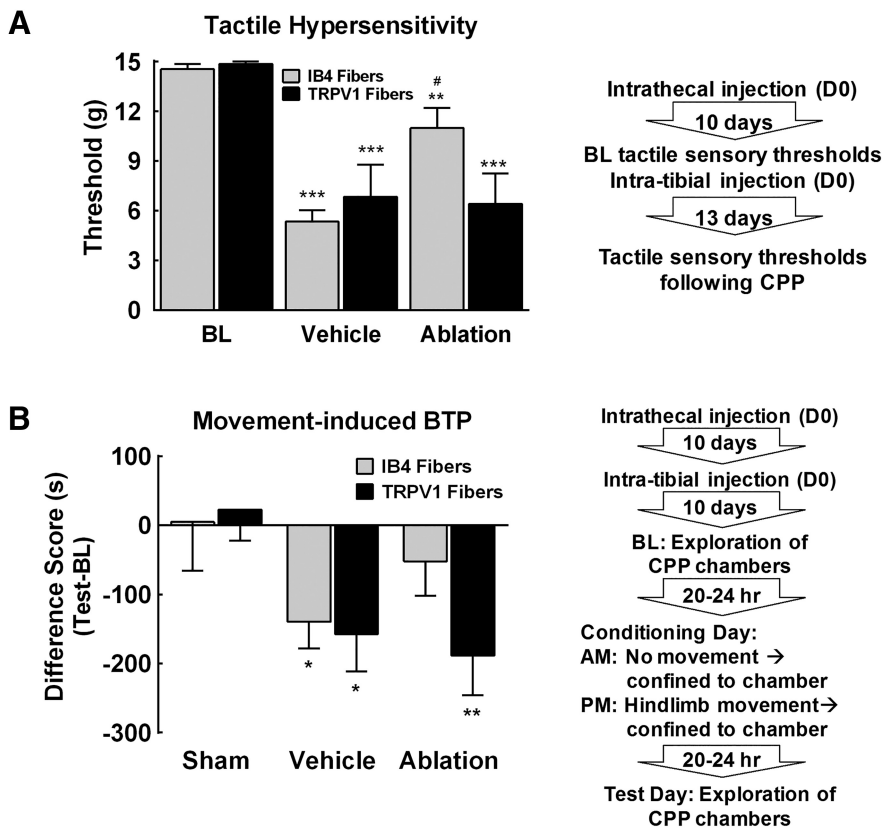 A
Tactile Hypersensitivity
Threshold (g)
15
12
9
6
3
0
IB4 Fibers
TRPV1 Fibers
***
***
#
**
***
BL
Vehicle
Ablation
Intrathecal injection (D0)
10 days
BL tactile sensory thresholds
Intra-tibial injection (D0)
13 days
Tactile sensory thresholds
following CPP
B
Movement-induced BTP
Difference Score (s)
(Test-BL)
100
0
-100
-200
-300
IB4 Fibers
TRPV1 Fibers
*
*
**
Sham
Vehicle
Ablation
Intrathecal injection (D0)
10 days
Intra-tibial injection (D0)
10 days
BL: Exploration of
CPP chambers
20-24 hr
Conditioning Day:
AM: No movement →
confined to chamber
PM: Hindlimb movement→
confined to chamber
20-24 hr
Test Day: Exploration of
CPP chambers